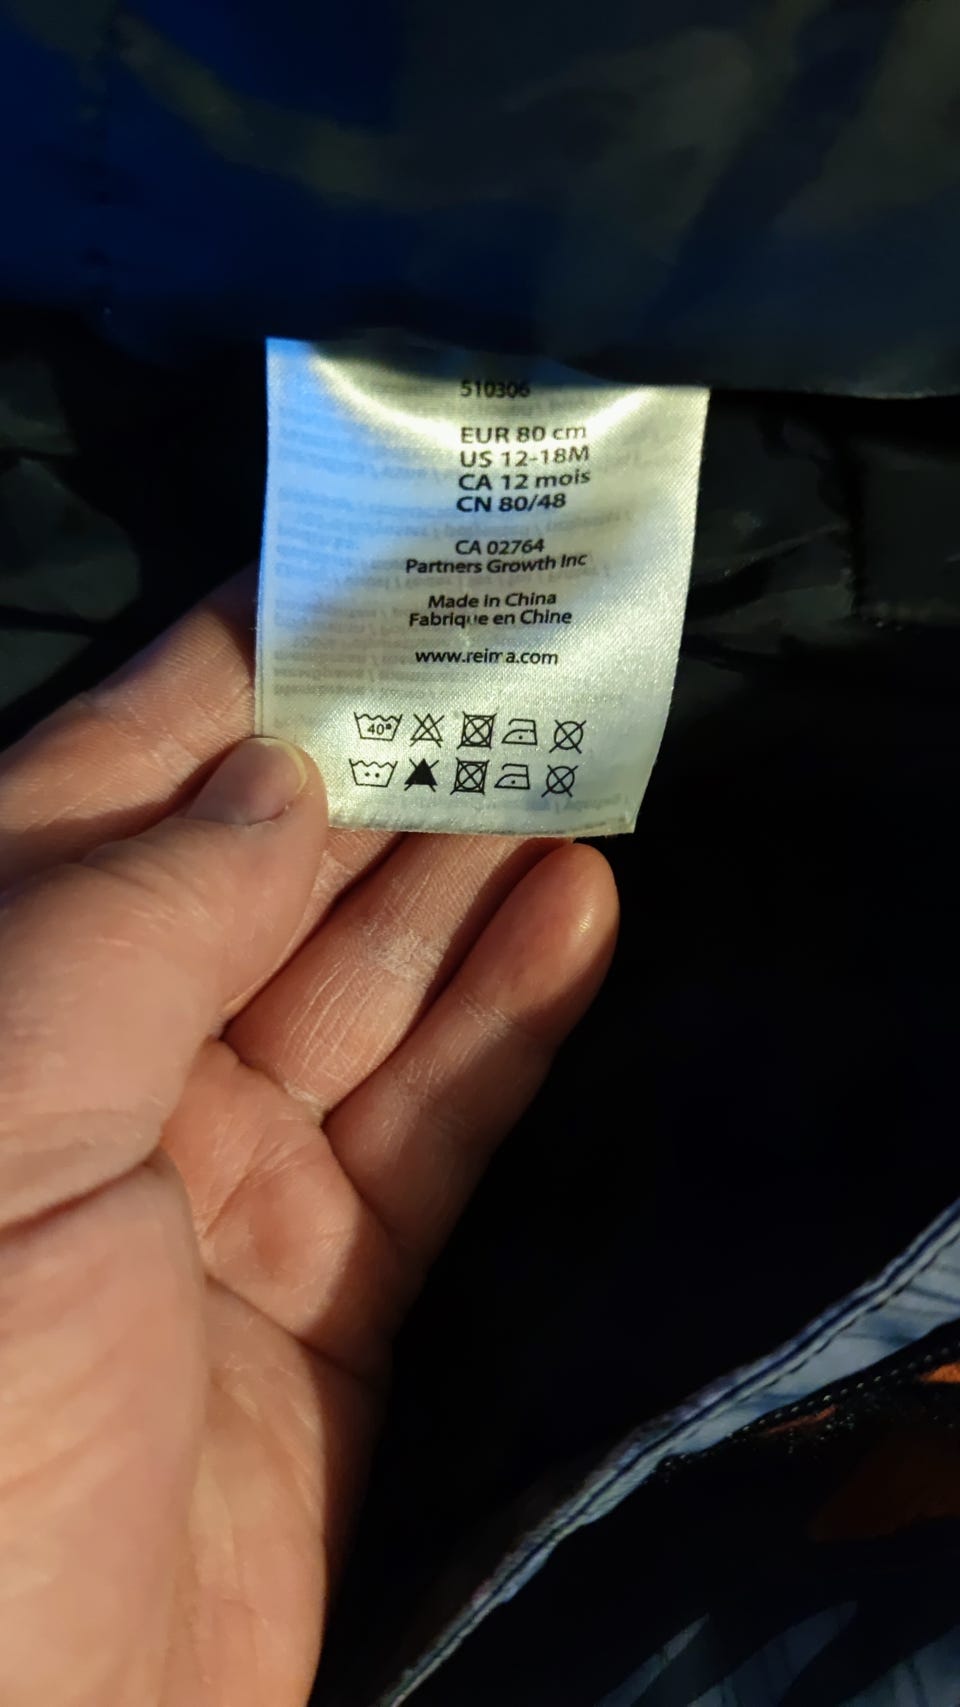 510306
EUR 80 cm
US 12-18M
CA 12 mois
CN 80/48
CA 02764
Partners Growth Inc
Made in China
Fabrique en Chine
www.reima.com
40°